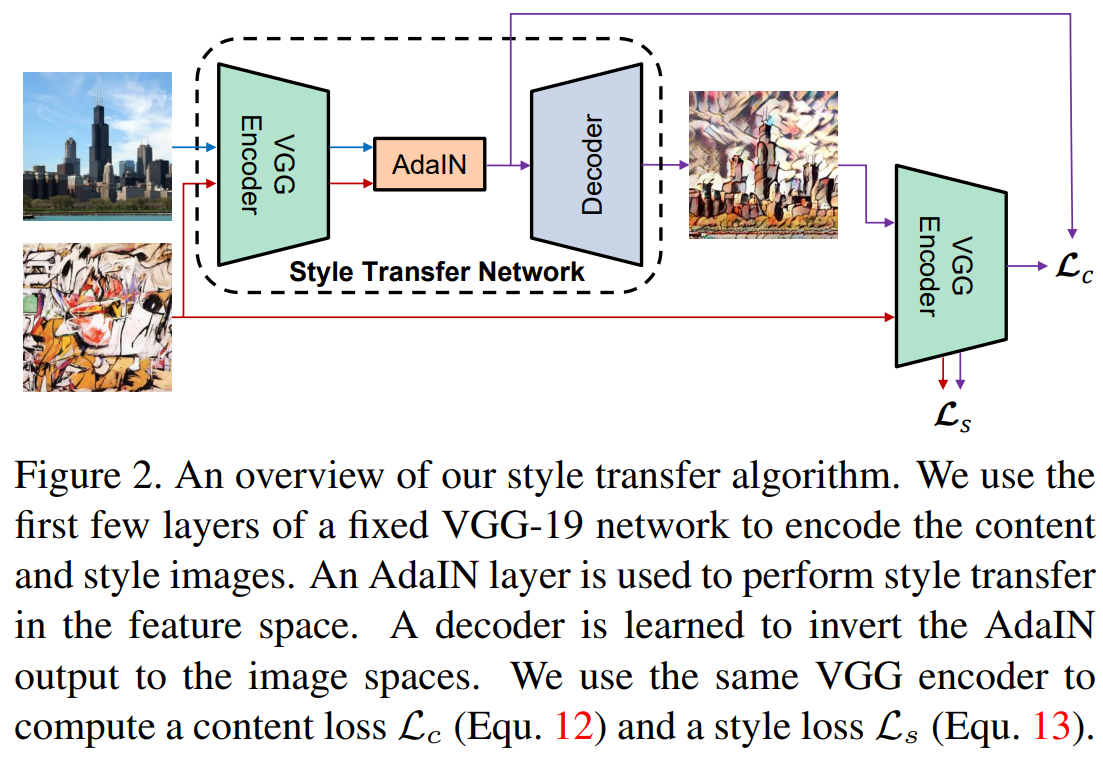 VGG
Encoder
AdaIN
Decoder
Style Transfer Network
VGG
Encoder
ℒc
ℒs
Figure 2. An overview of our style transfer algorithm. We use the
first few layers of a fixed VGG-19 network to encode the content
and style images. An AdaIN layer is used to perform style transfer
in the feature space. A decoder is learned to invert the AdaIN
output to the image spaces. We use the same VGG encoder to
compute a content loss ℒc (Equ. 12) and a style loss ℒs (Equ. 13).